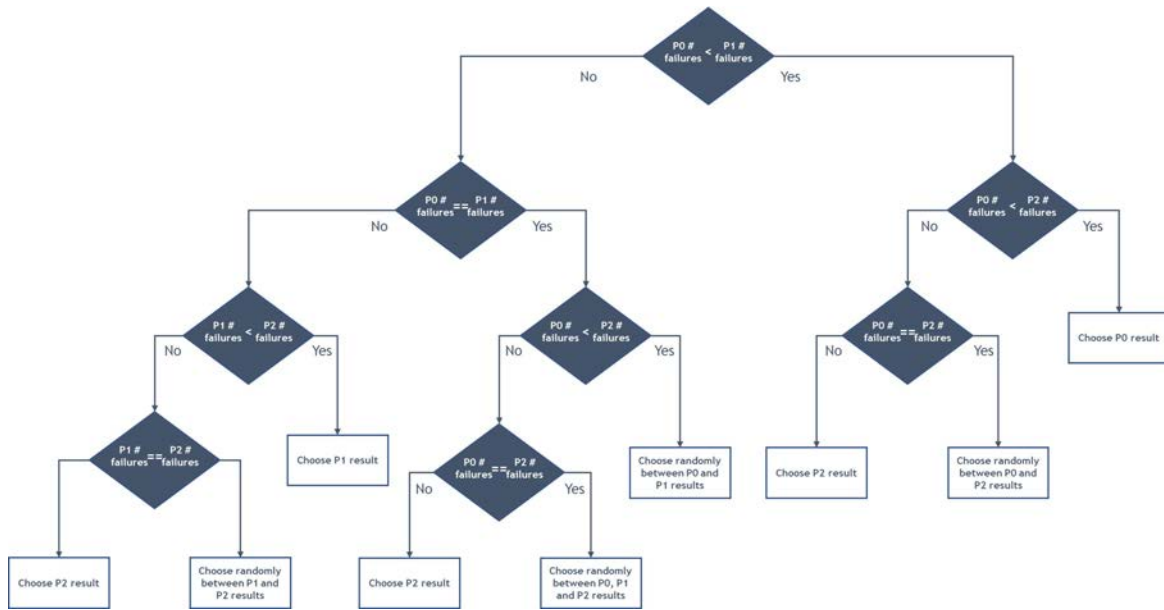 P0 # failures < P1 # failures
No
Yes
P0 # failures == P1 # failures
No
Yes
P0 # failures < P2 # failures
No
Yes
P1 # failures < P2 # failures
No
Yes
P0 # failures < P2 # failures
No
Yes
P0 # failures == P2 # failures
No
Yes
Choose P0 result
P1 # failures == P2 # failures
Choose P1 result
P0 # failures == P2 # failures
No
Yes
Choose randomly
between P0 and
P1 results
Choose P2 result
Choose randomly
between P0 and
P2 results
Choose P2 result
Choose randomly
between P1 and
P2 results
Choose P2 result
Choose randomly
between P0, P1
and P2 results